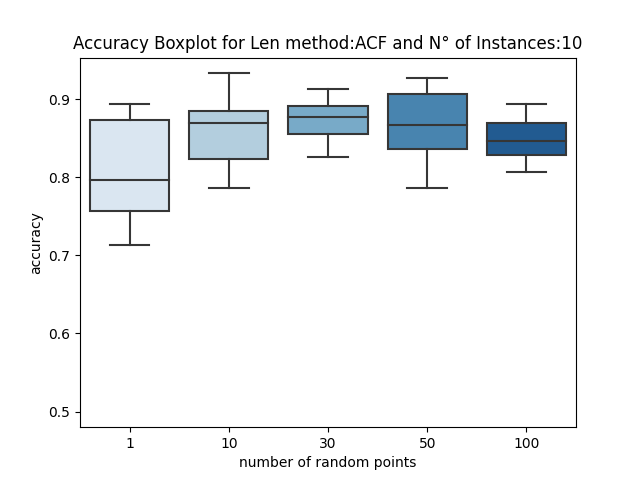 Accuracy Boxplot for Len method:ACF and N° of Instances:10
0.9
0.8
0.7
0.6
0.5
accuracy
1 10 30 50 100
number of random points